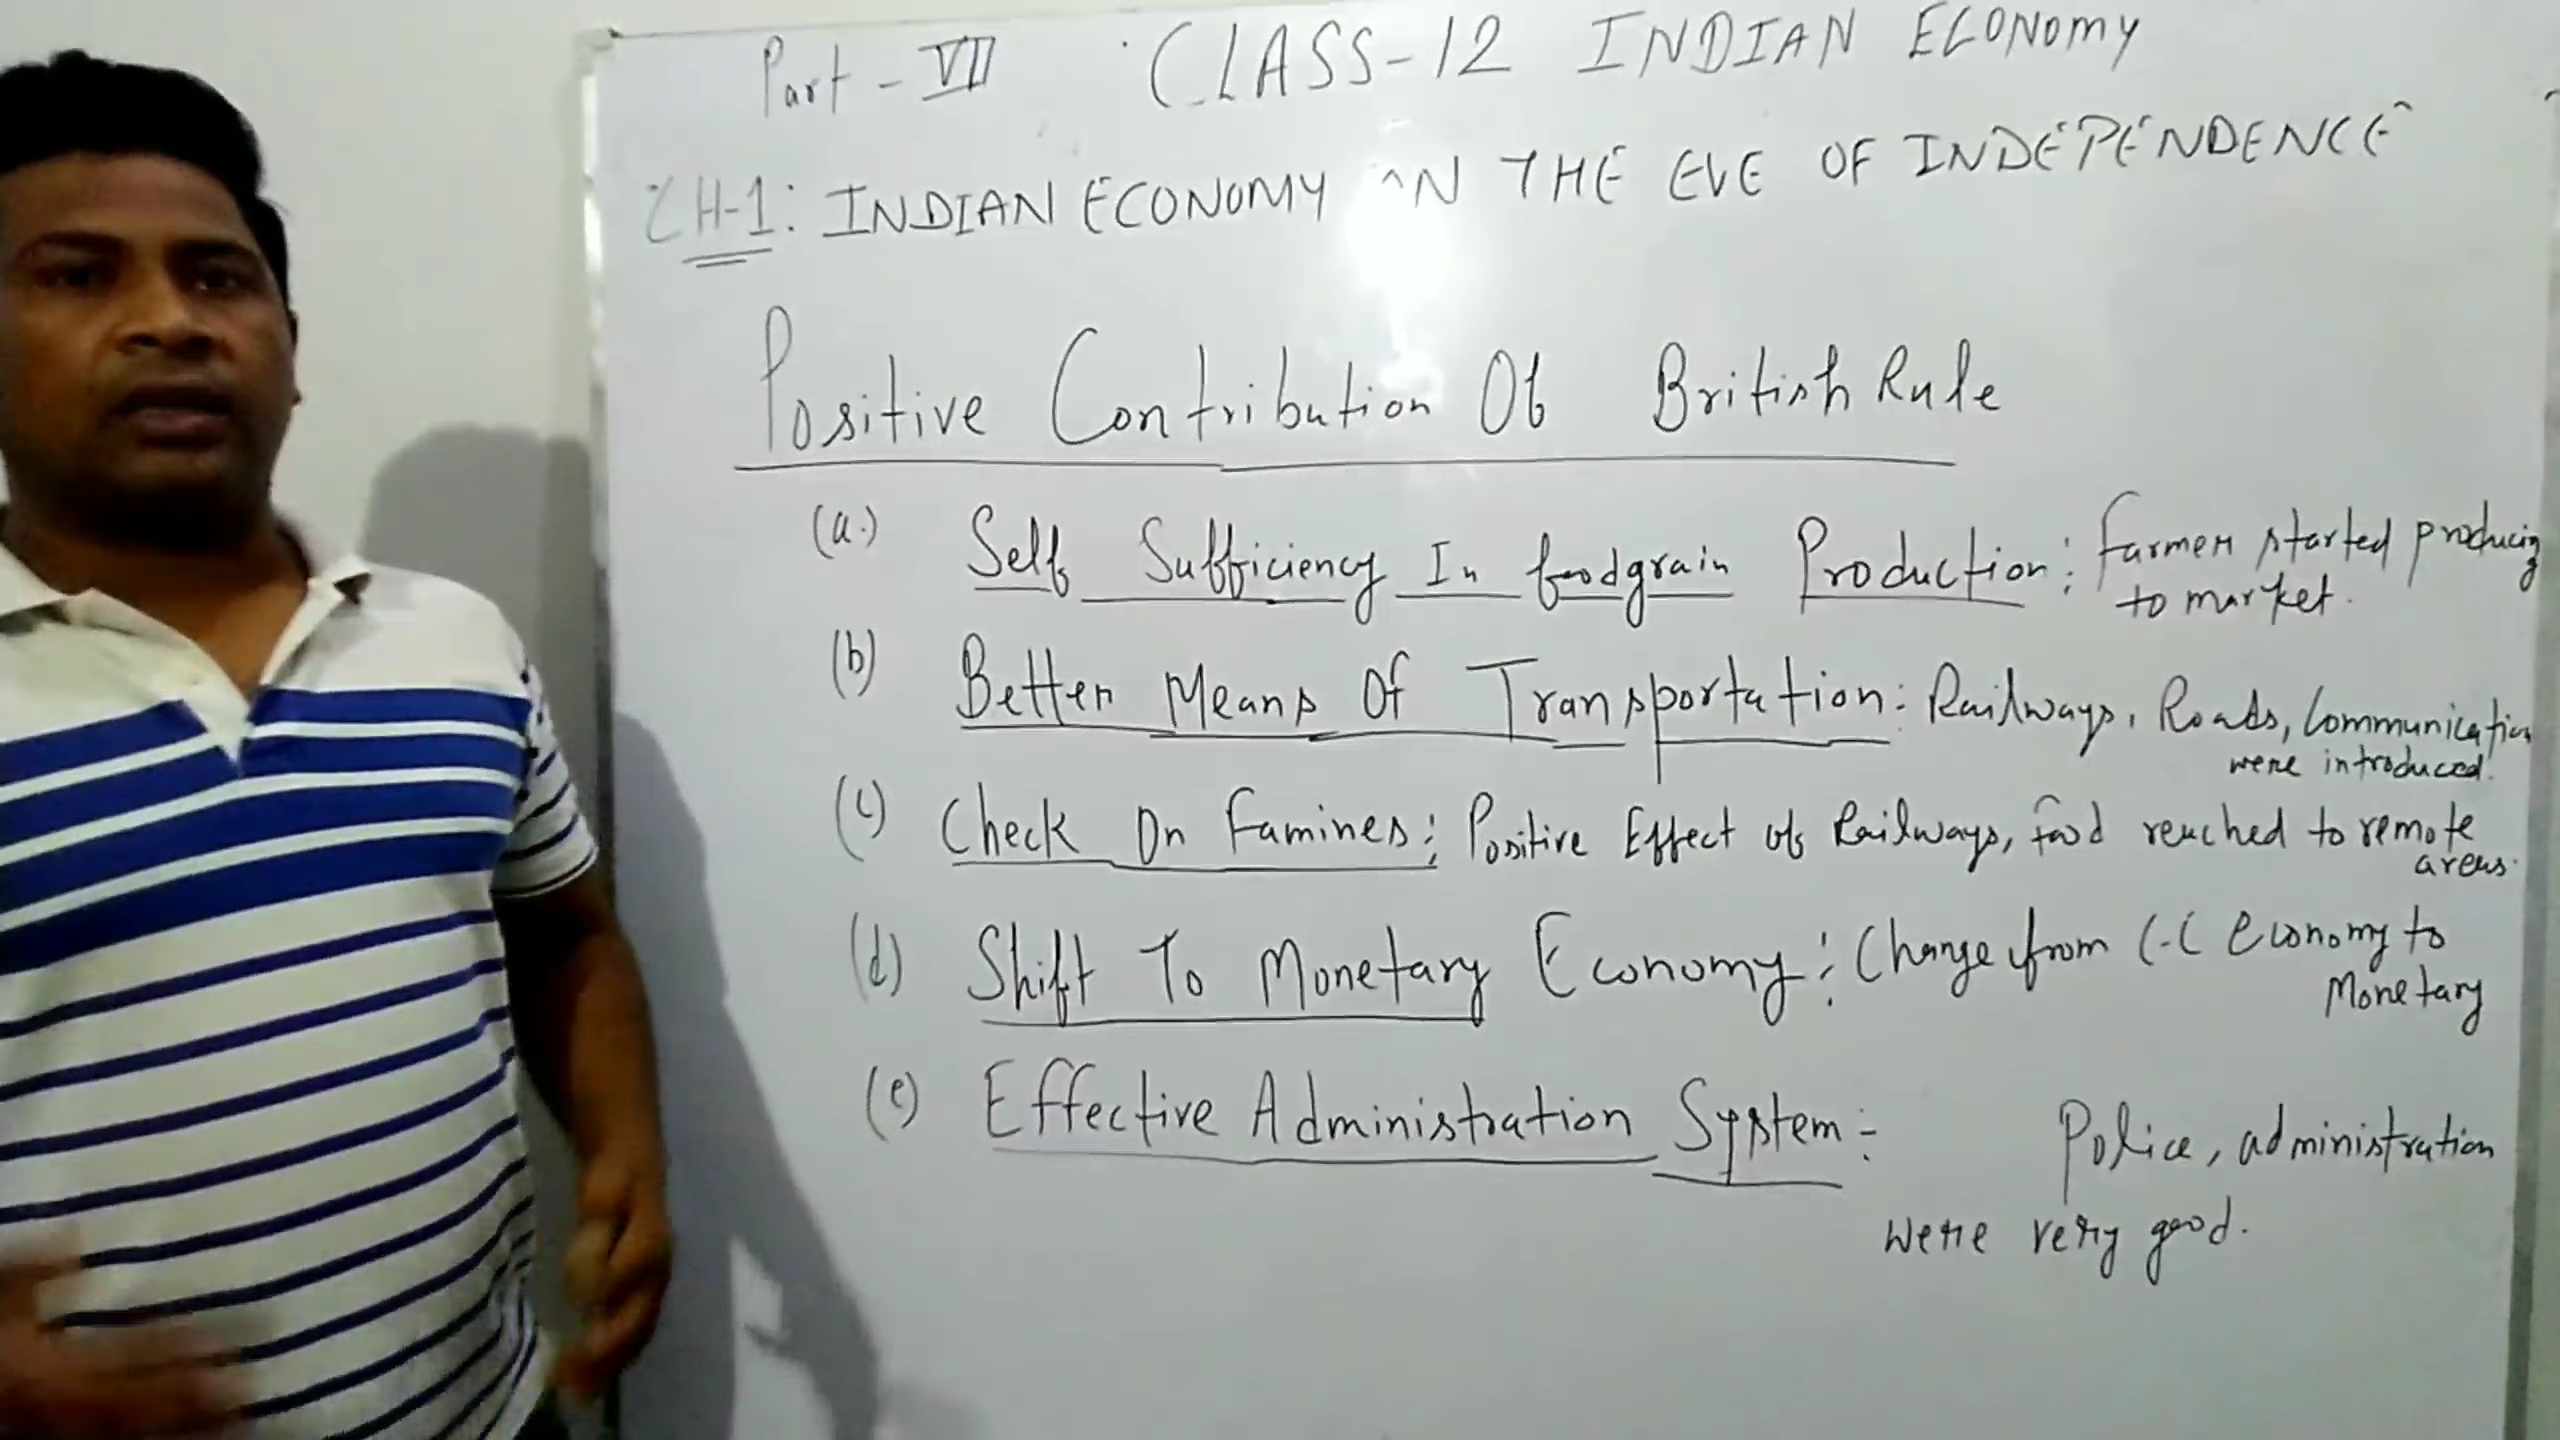 Part - VII CLASS-12 INDIAN ECONOMY
CH-1: INDIAN ECONOMY ON THE EVE OF INDEPENDENCE
Positive Contribution Of British Rule
(a.) Self Sufficiency In foodgrain Production: farmers started producing
to market.
(b) Better Means Of Transportation: Railways, Roads, Communication
were introduced.
(c) Check On Famines: Positive Effect of Railways, food reached to remote
areas.
(d) Shift To Monetary Economy: Change from C-C economy to
Monetary
(e) Effective Administration System: Police, administration
were very good.